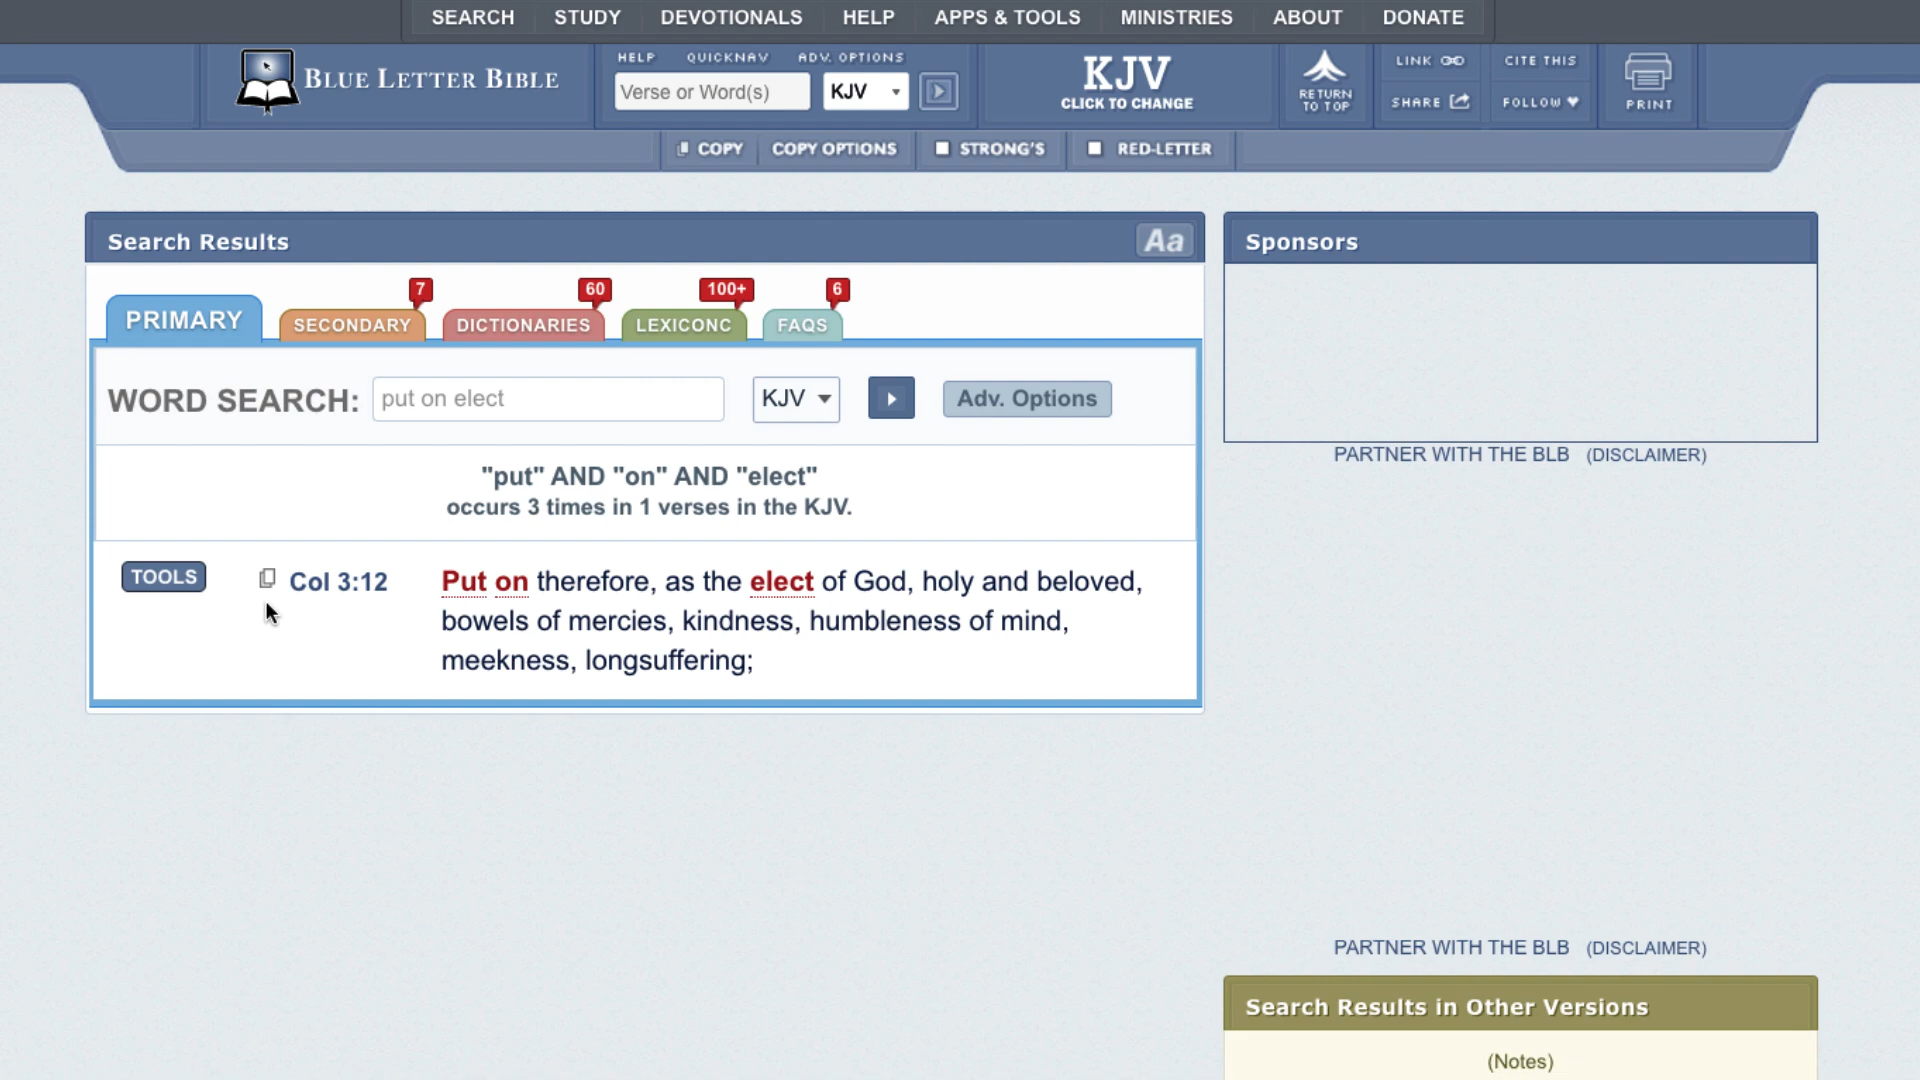 SEARCH STUDY DEVOTIONALS HELP APPS & TOOLS MINISTRIES ABOUT DONATE
BLUE LETTER BIBLE
HELP QUICKNAV ADV. OPTIONS
Verse or Word(s) KJV
KJV
CLICK TO CHANGE
RETURN
TO TOP
LINK CITE THIS
SHARE FOLLOW
PRINT
COPY COPY OPTIONS STRONG'S RED-LETTER
Search Results Aa
Sponsors
7 60 100+ 6
PRIMARY SECONDARY DICTIONARIES LEXICONC FAQS
WORD SEARCH: put on elect KJV Adv. Options
PARTNER WITH THE BLB (DISCLAIMER)
"put" AND "on" AND "elect"
occurs 3 times in 1 verses in the KJV.
TOOLS Col 3:12 Put on therefore, as the elect of God, holy and beloved,
bowels of mercies, kindness, humbleness of mind,
meekness, longsuffering;
PARTNER WITH THE BLB (DISCLAIMER)
Search Results in Other Versions
(Notes)